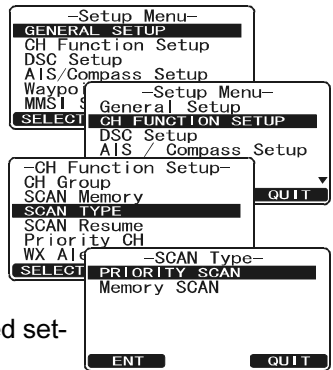 -Setup Menu-
GENERAL SETUP
CH Function Setup
DSC Setup
AIS/Compass Setup
MMSI
SELECT
-Setup Menu-
General Setup
CH FUNCTION SETUP
DSC Setup
AIS / Compass Setup
QUIT
-CH Function Setup-
CH Group
SCAN Memory
SCAN TYPE
SCAN Resume
Priority CH
WX
SELECT
-SCAN Type-
PRIORITY SCAN
Memory SCAN
ENT QUIT
ed set-